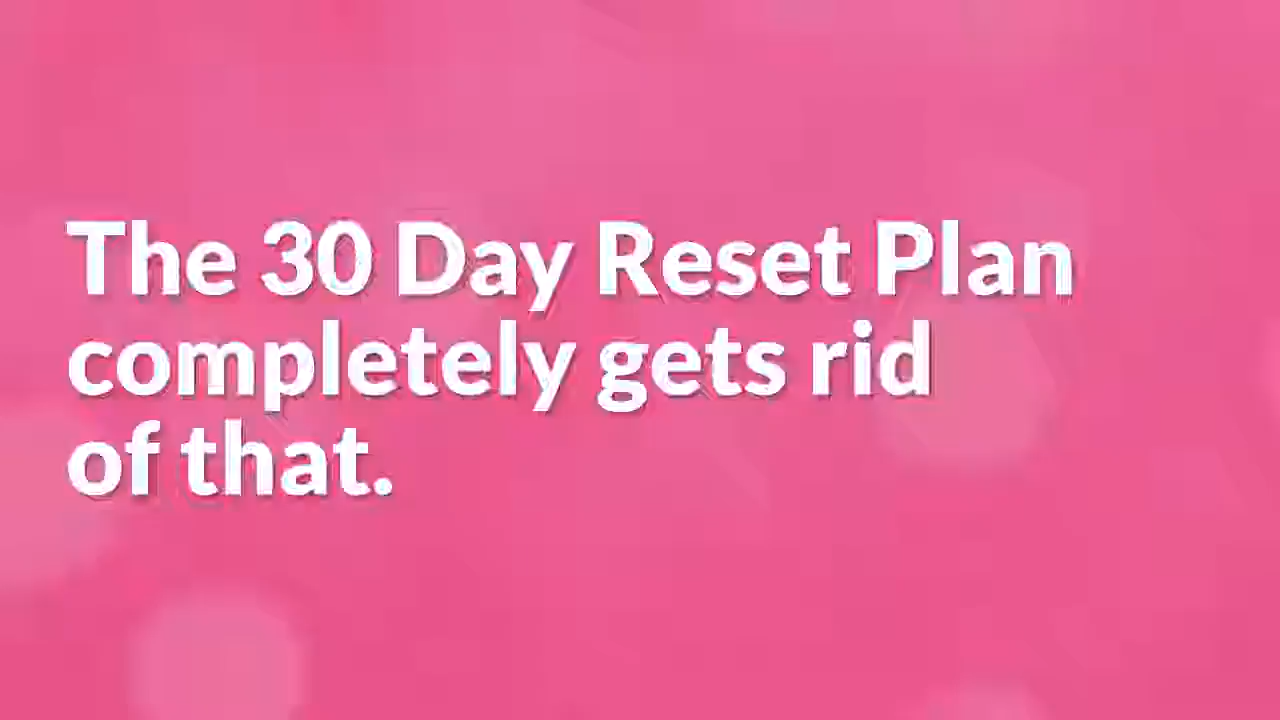 The 30 Day Reset Plan
completely gets rid
of that.